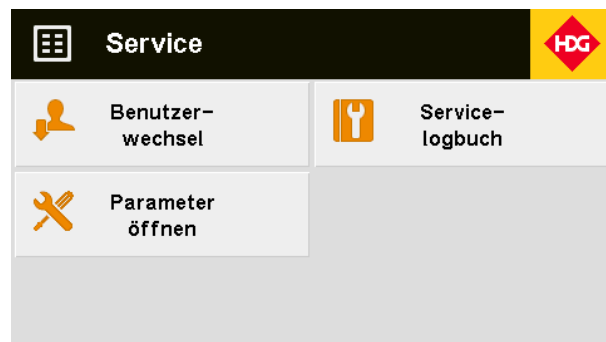 Service
HDG
Benutzer-
wechsel
Service-
logbuch
Parameter
öffnen